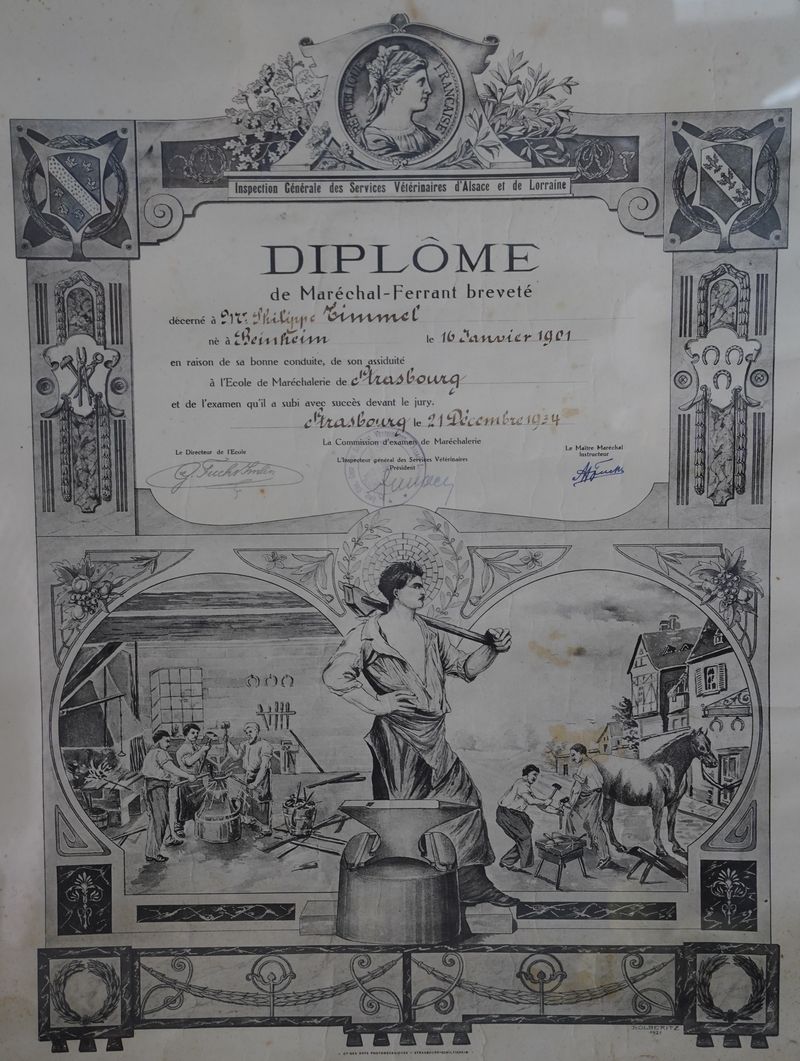 RÉPUBLIQUE FRANÇAISE
Inspection Générale des Services Vétérinaires d'Alsace et de Lorraine
DIPLÔME
de Maréchal-Ferrant breveté
décerné à Mr. Philippe Timmel
né à Beinheim le 16 Janvier 1901
en raison de sa bonne conduite, de son assiduité
à l'Ecole de Maréchalerie de Strasbourg
et de l'examen qu'il a subi avec succès devant le jury.
Strasbourg le 21 Décembre 1934
La Commission d'examen de Maréchalerie
Le Directeur de l'Ecole
L'Inspecteur général des Services Vétérinaires
Président
Le Maître Maréchal
Instructeur